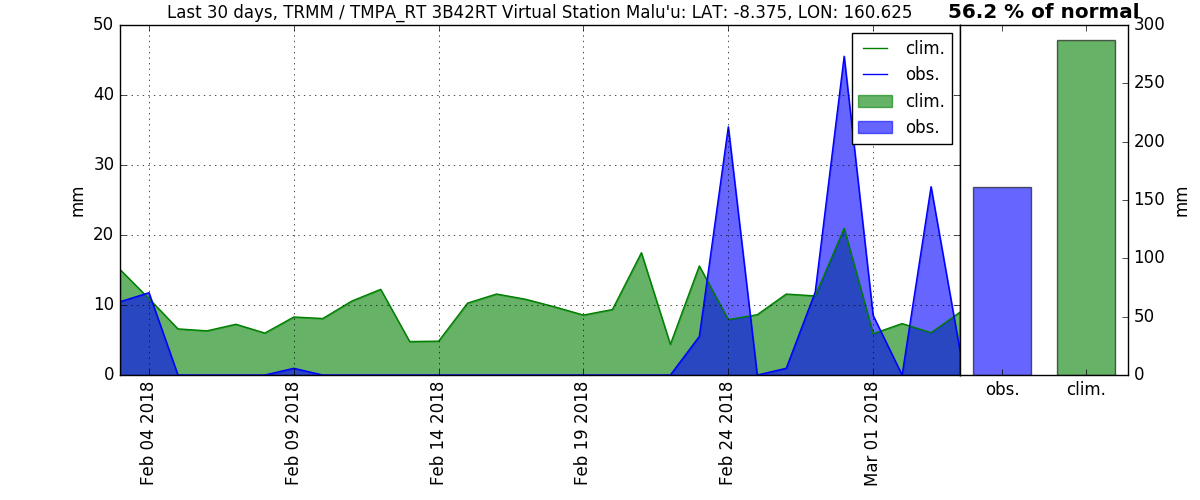 Last 30 days, TRMM / TMPA_RT 3B42RT Virtual Station Malu'u: LAT: -8.375, LON: 160.625
56.2 % of normal
50
40
30
20
10
0
mm
clim.
obs.
clim.
obs.
300
250
200
150
100
50
0
mm
obs.
clim.
Feb 04 2018
Feb 09 2018
Feb 14 2018
Feb 19 2018
Feb 24 2018
Mar 01 2018